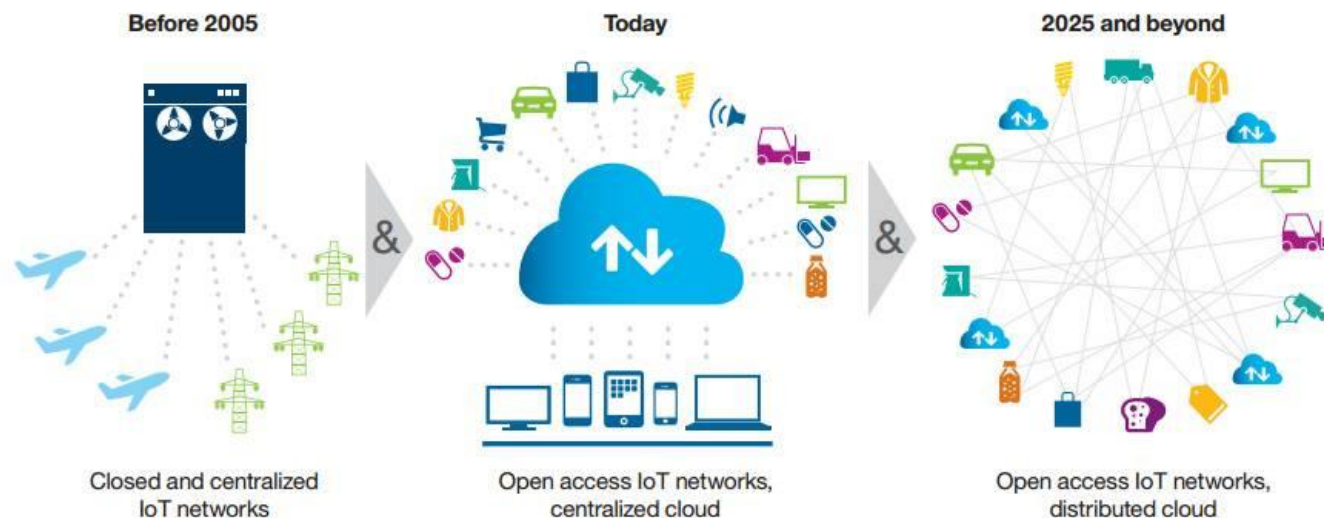 Before 2005
Today
2025 and beyond
&
&
Closed and centralized
IoT networks
Open access IoT networks,
centralized cloud
Open access IoT networks,
distributed cloud